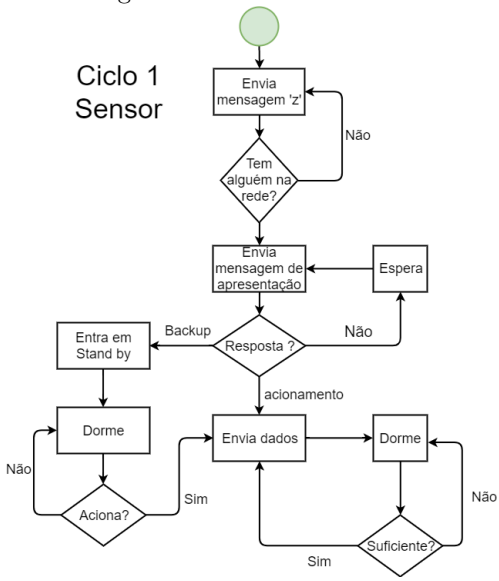 Ciclo 1
Sensor
Envia
mensagem 'z'
Não
Tem
alguém na
rede?
Envia
mensagem de
apresentação
Espera
Resposta ?
Não
Backup
Entra em
Stand by
acionamento
Dorme
Envia dados
Dorme
Não
Aciona?
Sim
Não
Suficiente?
Sim